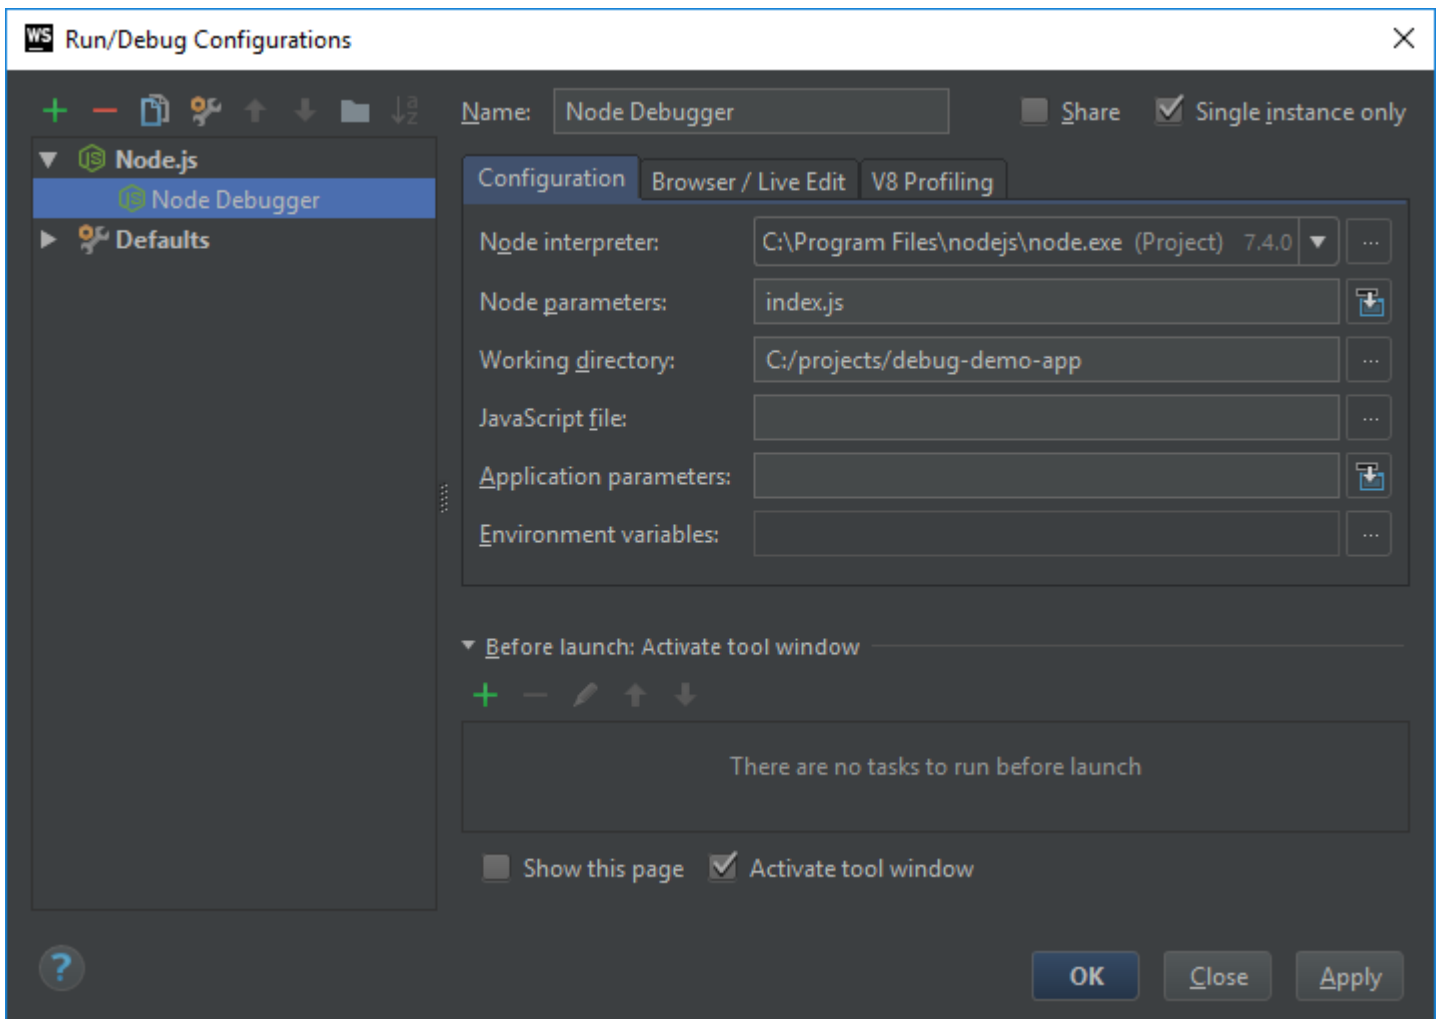 WS Run/Debug Configurations
Name: Node Debugger Share Single instance only
Node.js
Node Debugger
Defaults
Configuration Browser / Live Edit V8 Profiling
Node interpreter: C:\Program Files\nodejs\node.exe (Project) 7.4.0 ...
Node parameters: index.js
Working directory: C:/projects/debug-demo-app ...
JavaScript file: ...
Application parameters:
Environment variables: ...
Before launch: Activate tool window
There are no tasks to run before launch
Show this page Activate tool window
? OK Close Apply